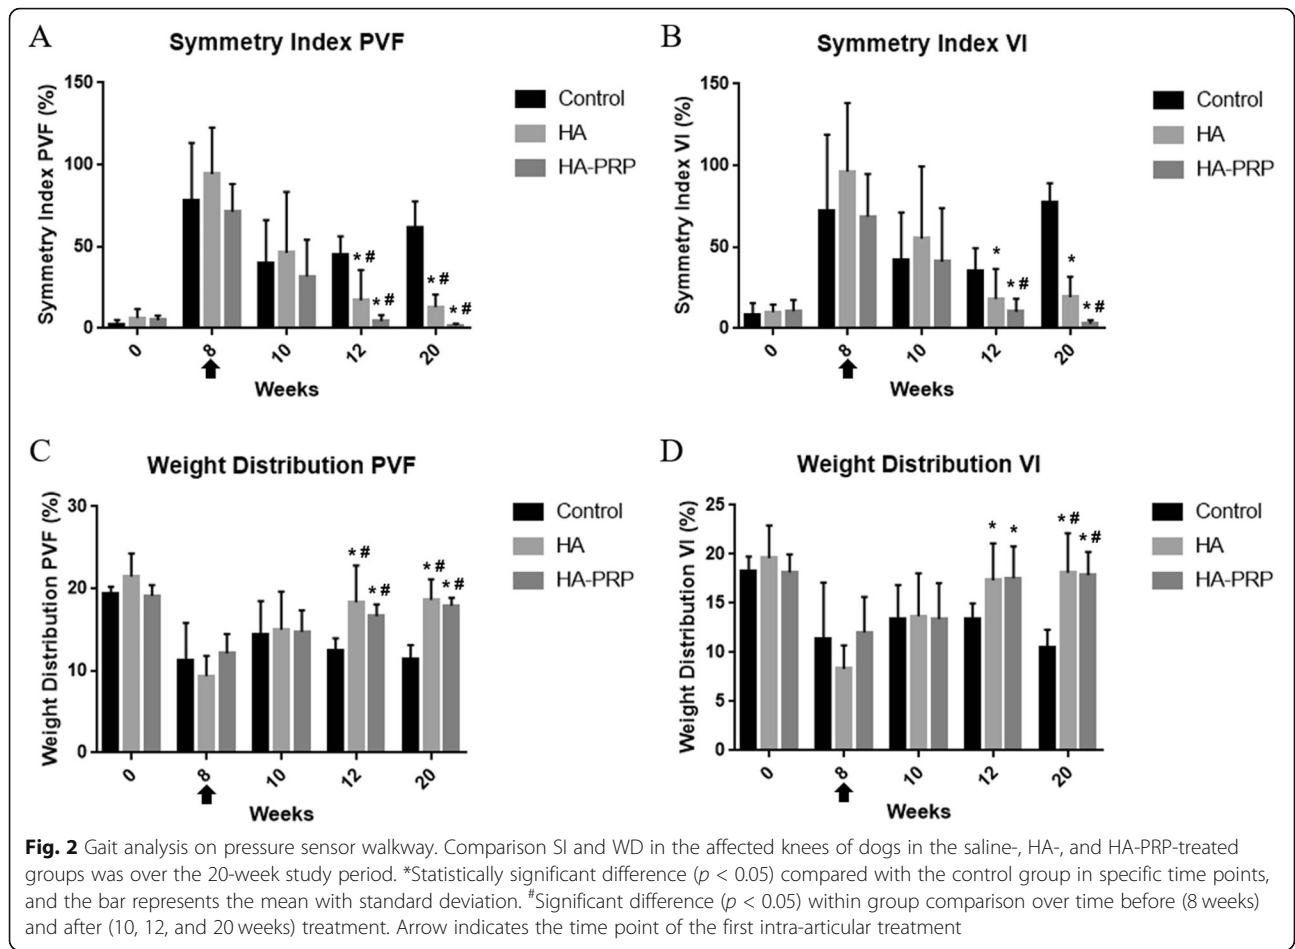 A
Symmetry Index PVF
Symmetry Index PVF (%)
150
100
50
0
0
8
10
12
20
* #
* #
* #
* #
Weeks
Control
HA
HA-PRP
B
Symmetry Index VI
Symmetry Index VI (%)
150
100
50
0
0
8
10
12
20
*
* #
*
* #
Weeks
Control
HA
HA-PRP
C
Weight Distribution PVF
Weight Distribution PVF (%)
30
20
10
0
0
8
10
12
20
* #
* #
* #
* #
Weeks
Control
HA
HA-PRP
D
Weight Distribution VI
Weight Distribution VI (%)
25
20
15
10
5
0
0
8
10
12
20
*
*
* #
* #
Weeks
Control
HA
HA-PRP
Fig. 2 Gait analysis on pressure sensor walkway. Comparison SI and WD in the affected knees of dogs in the saline-, HA-, and HA-PRP-treated
groups was over the 20-week study period. *Statistically significant difference (p < 0.05) compared with the control group in specific time points,
and the bar represents the mean with standard deviation. #Significant difference (p < 0.05) within group comparison over time before (8 weeks)
and after (10, 12, and 20 weeks) treatment. Arrow indicates the time point of the first intra-articular treatment